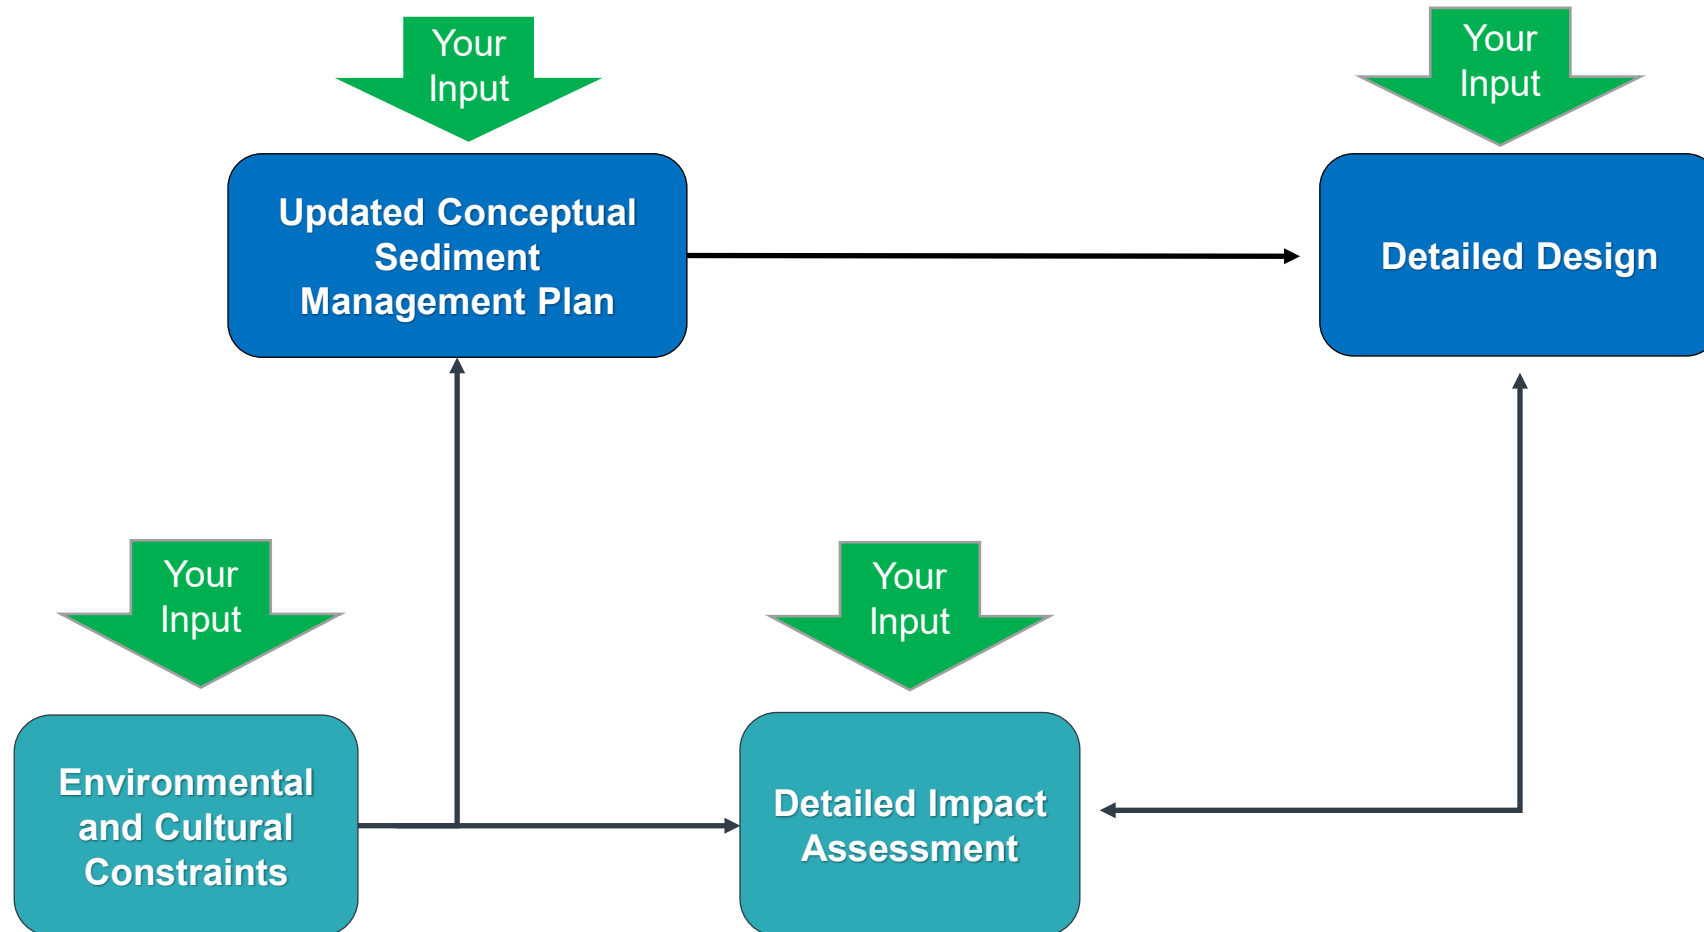 Your
Input
Your
Input
Updated Conceptual
Sediment
Management Plan
Detailed Design
Your
Input
Your
Input
Environmental
and Cultural
Constraints
Detailed Impact
Assessment